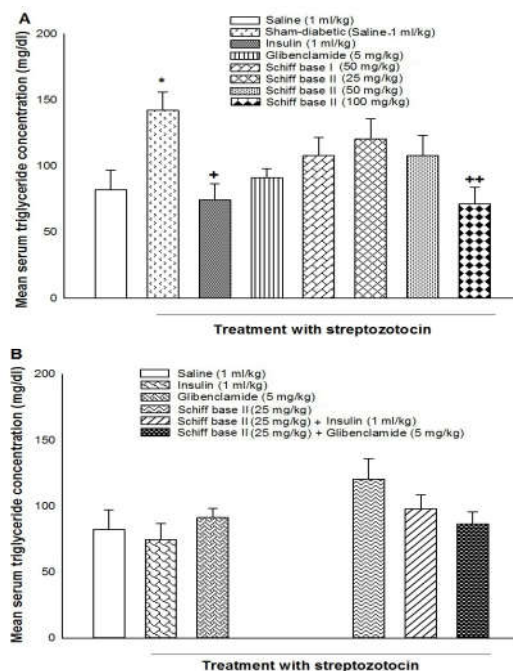 A
Saline (1 ml/kg)
Sham-diabetic (Saline-1 ml/kg)
Insulin (1 ml/kg)
Glibenclamide (5 mg/kg)
Schiff base I (50 mg/kg)
Schiff base II (25 mg/kg)
Schiff base II (50 mg/kg)
Schiff base II (100 mg/kg)
Mean serum triglyceride concentration (mg/dl)
200
150
100
50
0
*
+
++
Treatment with streptozotocin
B
Saline (1 ml/kg)
Insulin (1 ml/kg)
Glibenclamide (5 mg/kg)
Schiff base II (25 mg/kg)
Schiff base II (25 mg/kg) + Insulin (1 ml/kg)
Schiff base II (25 mg/kg) + Glibenclamide (5 mg/kg)
Mean serum triglyceride concentration (mg/dl)
200
150
100
50
0
Treatment with streptozotocin